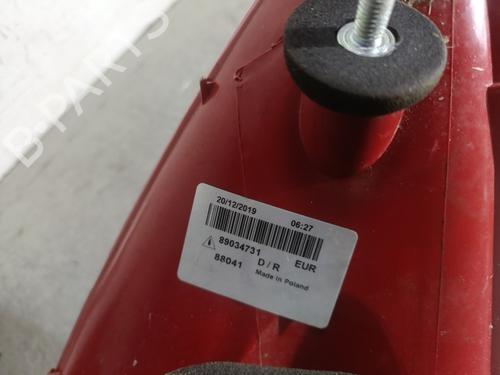 B-PARTS
20/12/2019 06:27
89034731 EUR
88041 D/R
Made in Poland